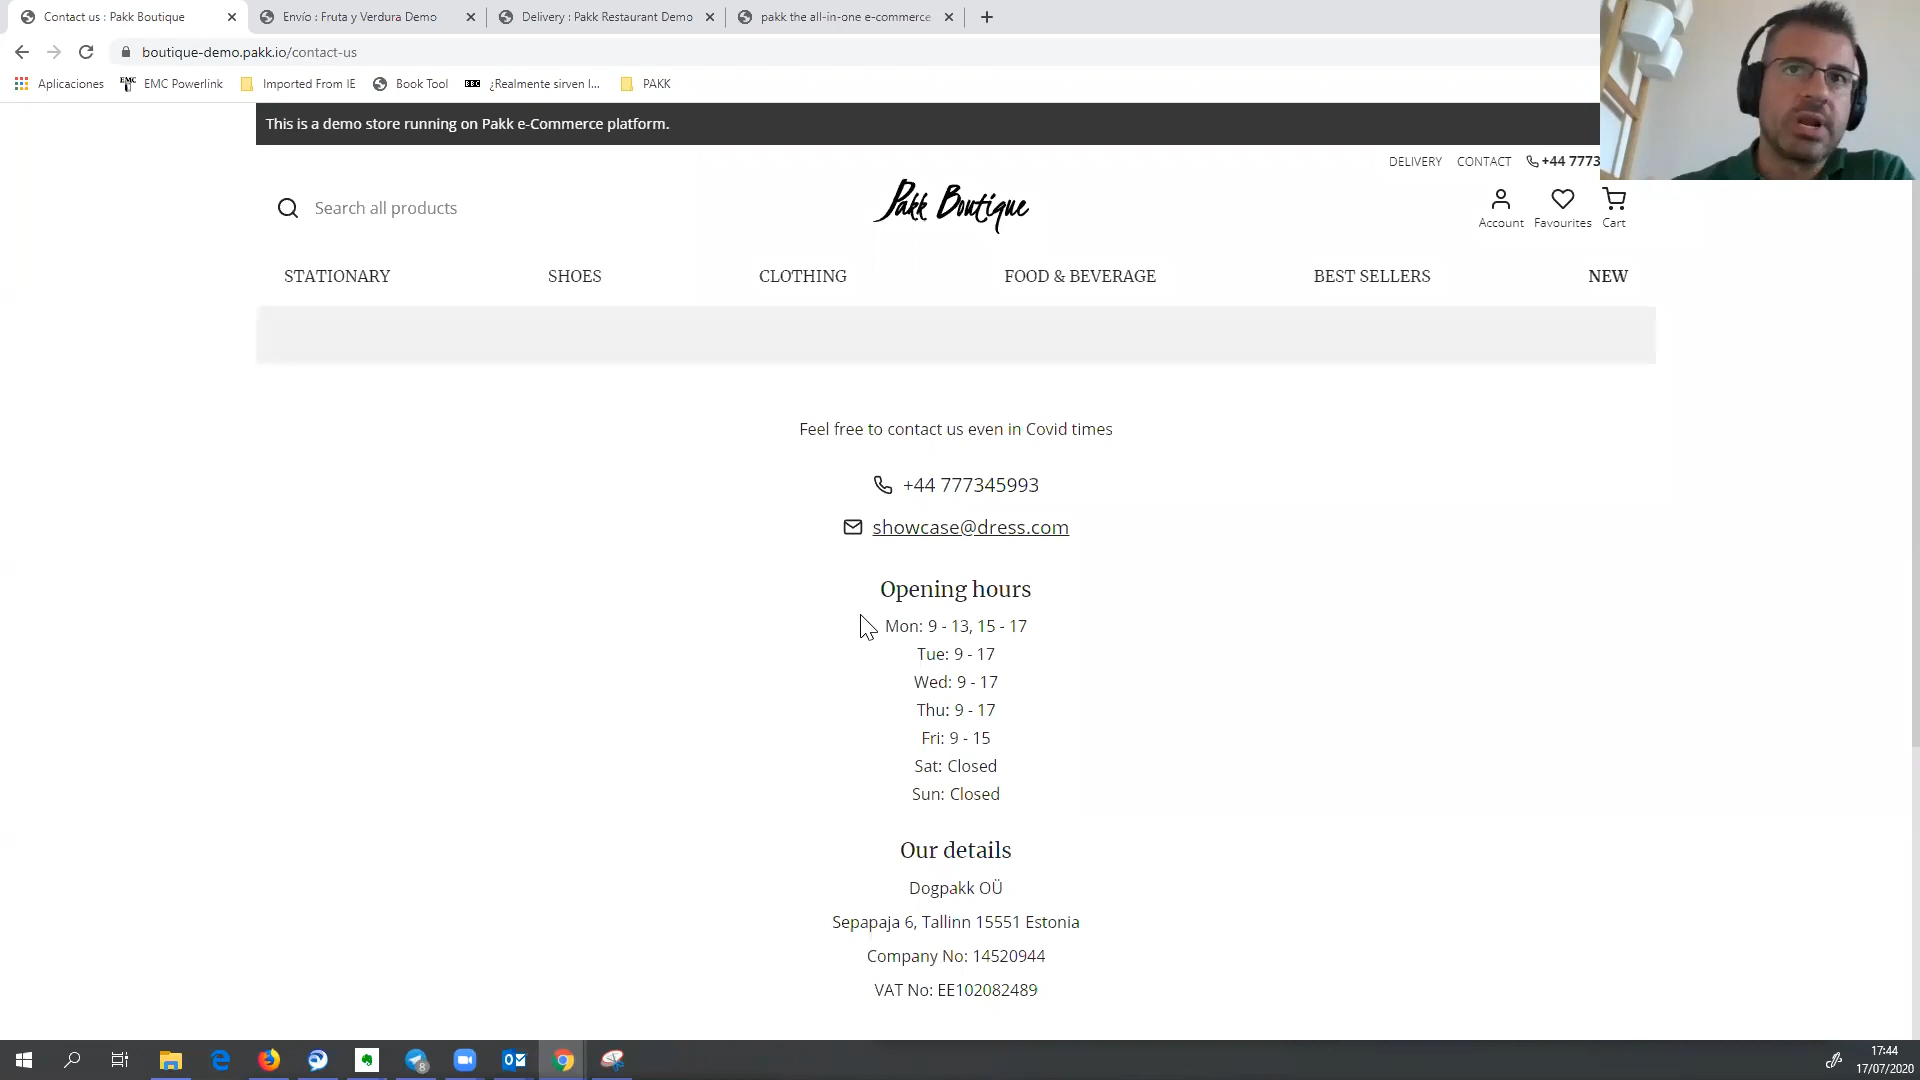 Contact us : Pakk Boutique
Envío : Fruta y Verdura Demo
Delivery : Pakk Restaurant Demo
pakk the all-in-one e-commerce
boutique-demo.pakk.io/contact-us
Aplicaciones
EMC Powerlink
Imported From IE
Book Tool
BBC ¿Realmente sirven l...
PAKK
This is a demo store running on Pakk e-Commerce platform.
DELIVERY CONTACT +44 7773
Search all products
Pakk Boutique
Account Favourites Cart
STATIONARY SHOES CLOTHING FOOD & BEVERAGE BEST SELLERS NEW
Feel free to contact us even in Covid times
+44 777345993
showcase@dress.com
Opening hours
Mon: 9 - 13, 15 - 17
Tue: 9 - 17
Wed: 9 - 17
Thu: 9 - 17
Fri: 9 - 15
Sat: Closed
Sun: Closed
Our details
Dogpakk OÜ
Sepapaja 6, Tallinn 15551 Estonia
Company No: 14520944
VAT No: EE102082489
8
17:44
17/07/2020